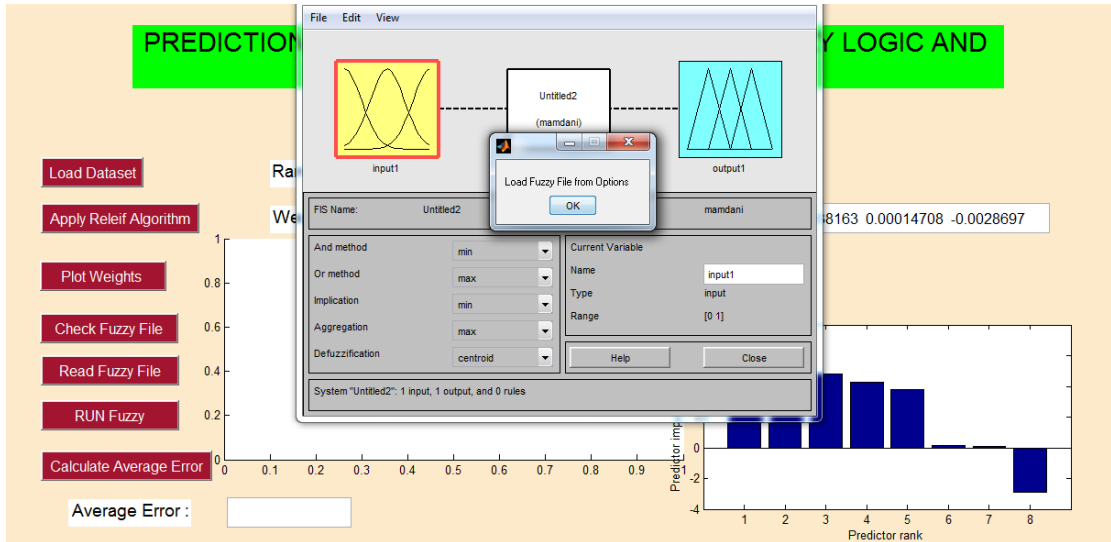 File Edit View
PREDICTION
Y LOGIC AND
Untitled2
(mamdani)
input1
output1
Load Fuzzy File from Options
OK
FIS Name: Untitled2 mamdani
And method min
Or method max
Implication min
Aggregation max
Defuzzification centroid
Current Variable
Name input1
Type input
Range [0 1]
Help Close
System "Untitled2": 1 input, 1 output, and 0 rules
Load Dataset
Apply Releif Algorithm
8163 0.00014708 -0.0028697
Plot Weights
Check Fuzzy File
Read Fuzzy File
RUN Fuzzy
Calculate Average Error
Average Error :
1
0.8
0.6
0.4
0.2
0
0 0.1 0.2 0.3 0.4 0.5 0.6 0.7 0.8 0.9 1
0
-2
-4
1 2 3 4 5 6 7 8
Predictor rank